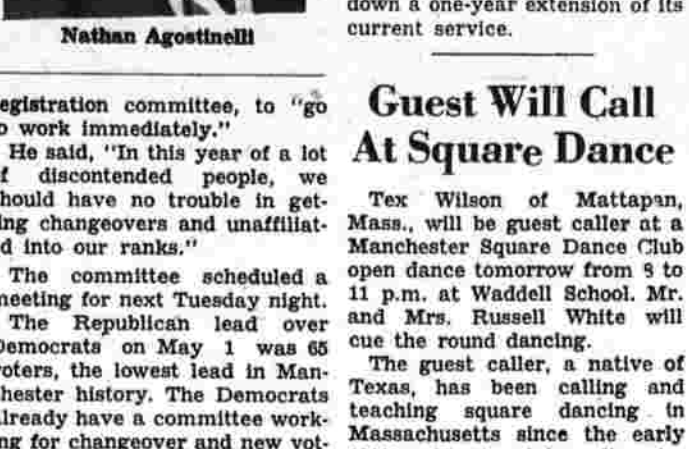 Nathan Agostinelli
egistration committee, to "go
o work immediately."
He said, "In this year of a lot
f discontended people, we
hould have no trouble in get-
ing changeovers and unaffiliat-
d into our ranks."
The committee scheduled a
neeting for next Tuesday night.
The Republican lead over
Democrats on May 1 was 65
oters, the lowest lead in Man-
hester history. The Democrats
lready have a committee work-
ng for changeover and new vot-
down a one-year extension of its
current service.
Guest Will Call
At Square Dance
Tex Wilson of Mattapan,
Mass., will be guest caller at a
Manchester Square Dance Club
open dance tomorrow from 8 to
11 p.m. at Waddell School. Mr.
and Mrs. Russell White will
cue the round dancing.
The guest caller, a native of
Texas, has been calling and
teaching square dancing in
Massachusetts since the early